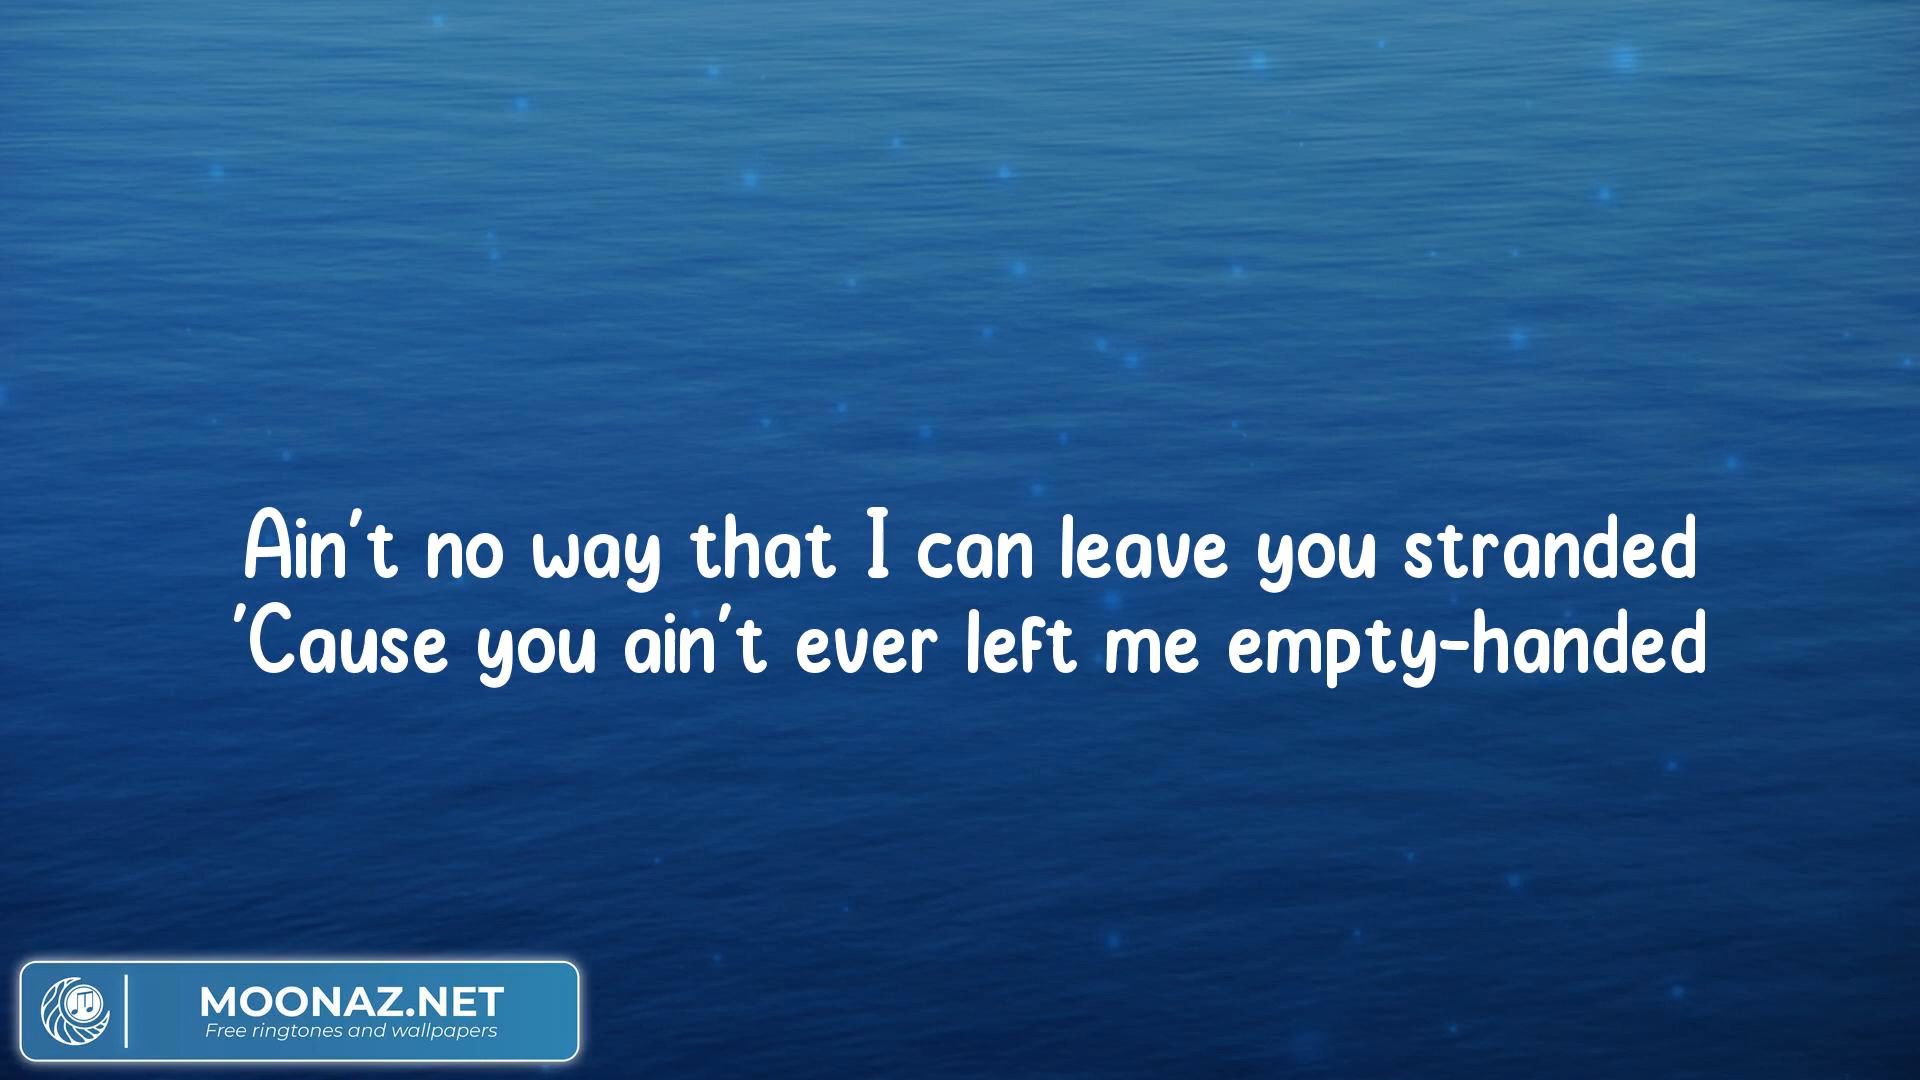 Ain't no way that I can leave you stranded
'Cause you ain't ever left me empty-handed
MOONAZ.NET
Free ringtones and wallpapers